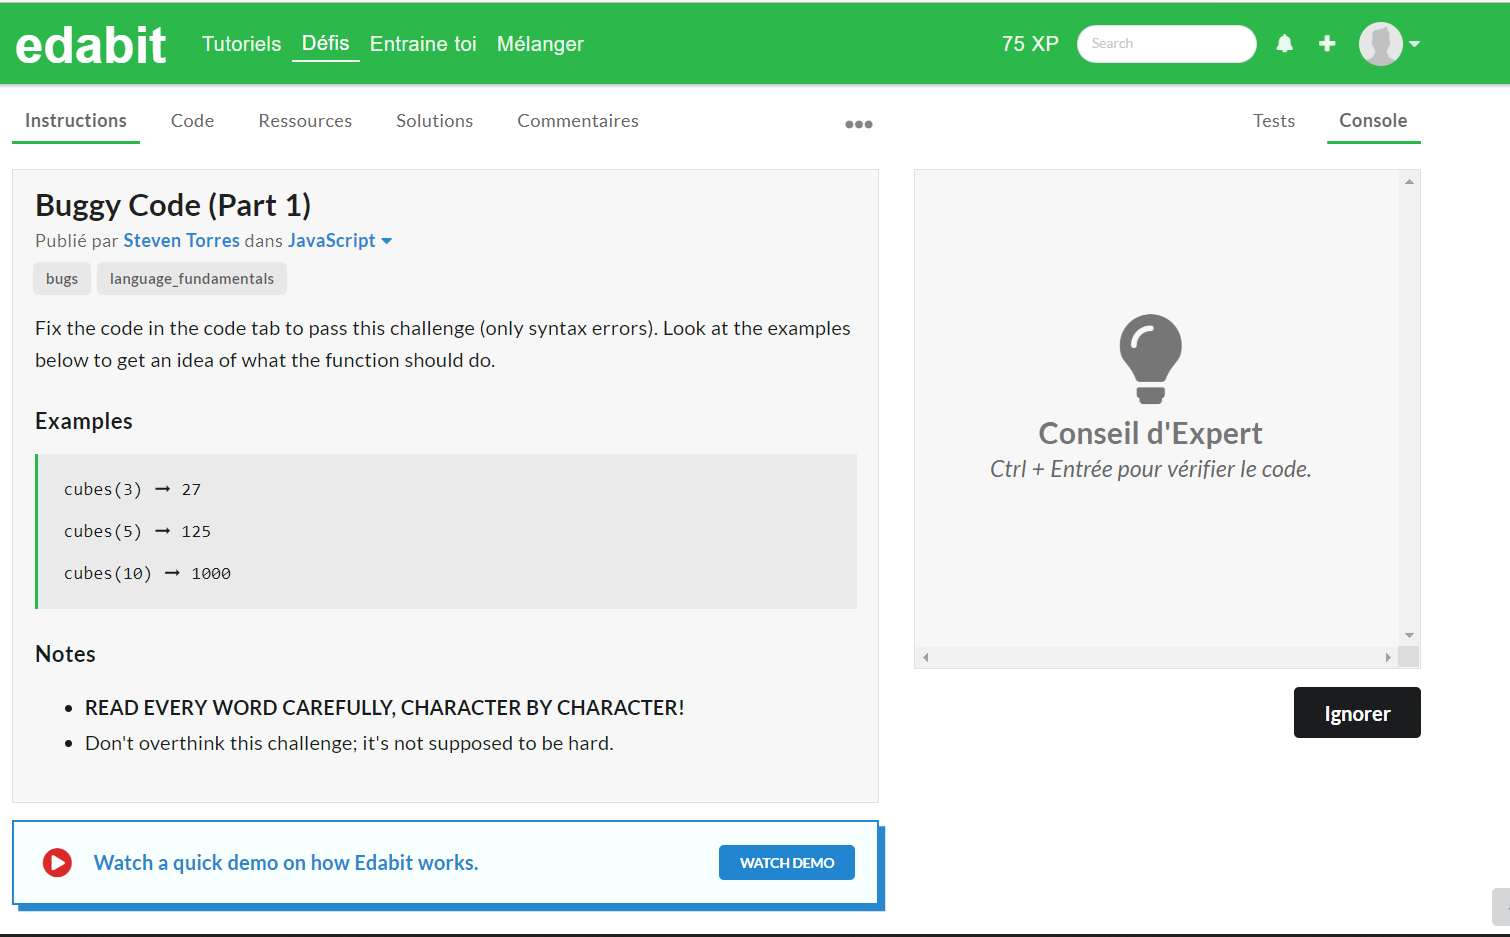 edabit
Tutoriels Défis Entraine toi Mélanger
75 XP Search
Instructions Code Ressources Solutions Commentaires
Tests Console
Buggy Code (Part 1)
Publié par Steven Torres dans JavaScript
bugs language_fundamentals
Fix the code in the code tab to pass this challenge (only syntax errors). Look at the examples
below to get an idea of what the function should do.
Examples
cubes(3) ➞ 27
cubes(5) ➞ 125
cubes(10) ➞ 1000
Notes
• READ EVERY WORD CAREFULLY, CHARACTER BY CHARACTER!
• Don't overthink this challenge; it's not supposed to be hard.
Watch a quick demo on how Edabit works.
WATCH DEMO
Conseil d'Expert
Ctrl + Entrée pour vérifier le code.
Ignorer